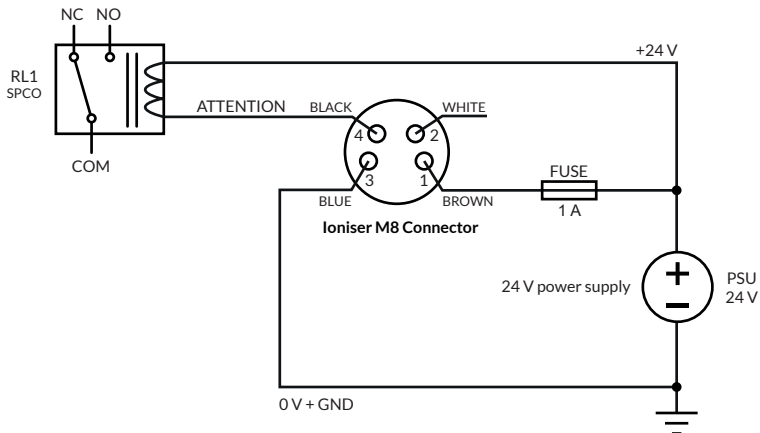 NC NO
+24 V
RL1
SPCO
ATTENTION
BLACK
WHITE
4
2
COM
3
1
FUSE
BLUE
BROWN
1 A
Ioniser M8 Connector
24 V power supply
PSU
24 V
0 V + GND